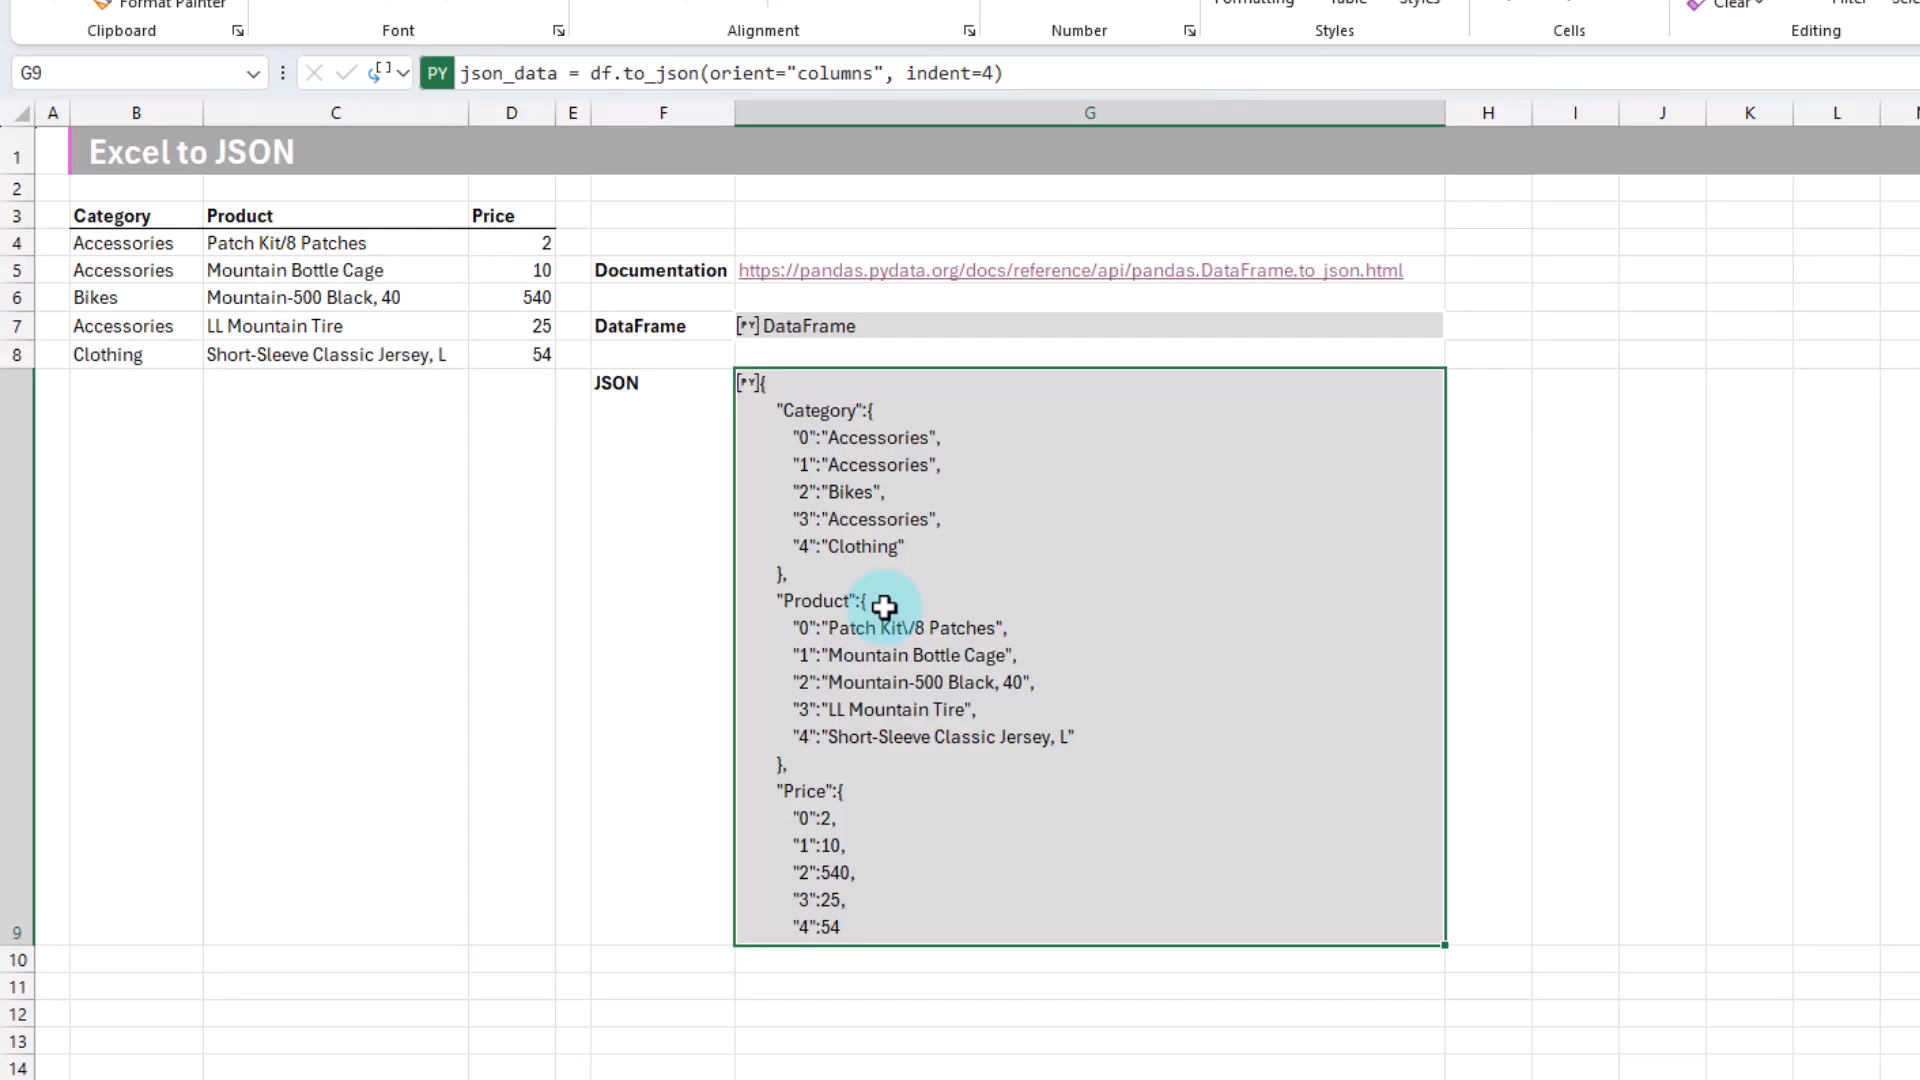 Format Painter
Formatting Table Styles Clear Filter
Clipboard Font Alignment Number Styles Cells Editing
G9 PY json_data = df.to_json(orient="columns", indent=4)
A B C D E F G H I J K L
1 Excel to JSON
2
3 Category Product Price
4 Accessories Patch Kit/8 Patches 2
5 Accessories Mountain Bottle Cage 10 Documentation https://pandas.pydata.org/docs/reference/api/pandas.DataFrame.to_json.html
6 Bikes Mountain-500 Black, 40 540
7 Accessories LL Mountain Tire 25 DataFrame [PY] DataFrame
8 Clothing Short-Sleeve Classic Jersey, L 54
JSON [PY]{
"Category":{
"0":"Accessories",
"1":"Accessories",
"2":"Bikes",
"3":"Accessories",
"4":"Clothing"
},
"Product":{
"0":"Patch Kit\/8 Patches",
"1":"Mountain Bottle Cage",
"2":"Mountain-500 Black, 40",
"3":"LL Mountain Tire",
"4":"Short-Sleeve Classic Jersey, L"
},
"Price":{
"0":2,
"1":10,
"2":540,
"3":25,
9 "4":54
10
11
12
13
14